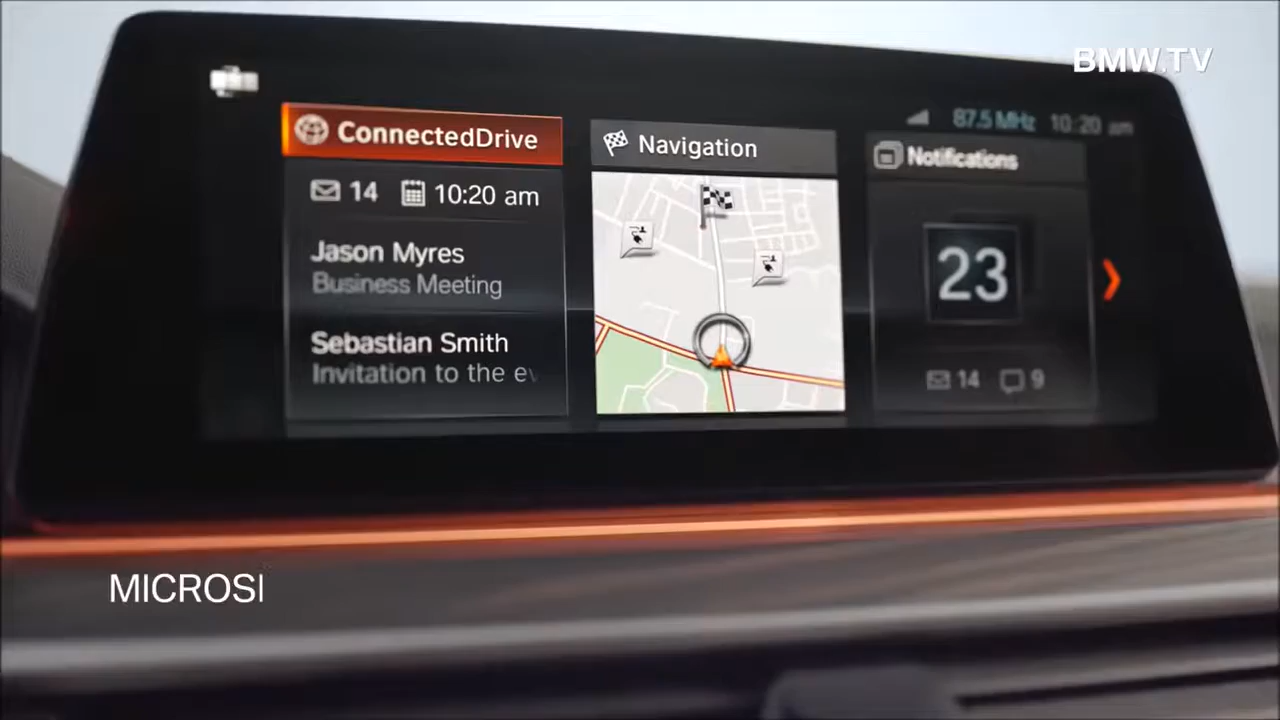 BMW.TV
87.5 MHz 10:20 am
ConnectedDrive
14 10:20 am
Jason Myres
Business Meeting
Sebastian Smith
Invitation to the ev
Navigation
Notifications
23
14 9
MICROS